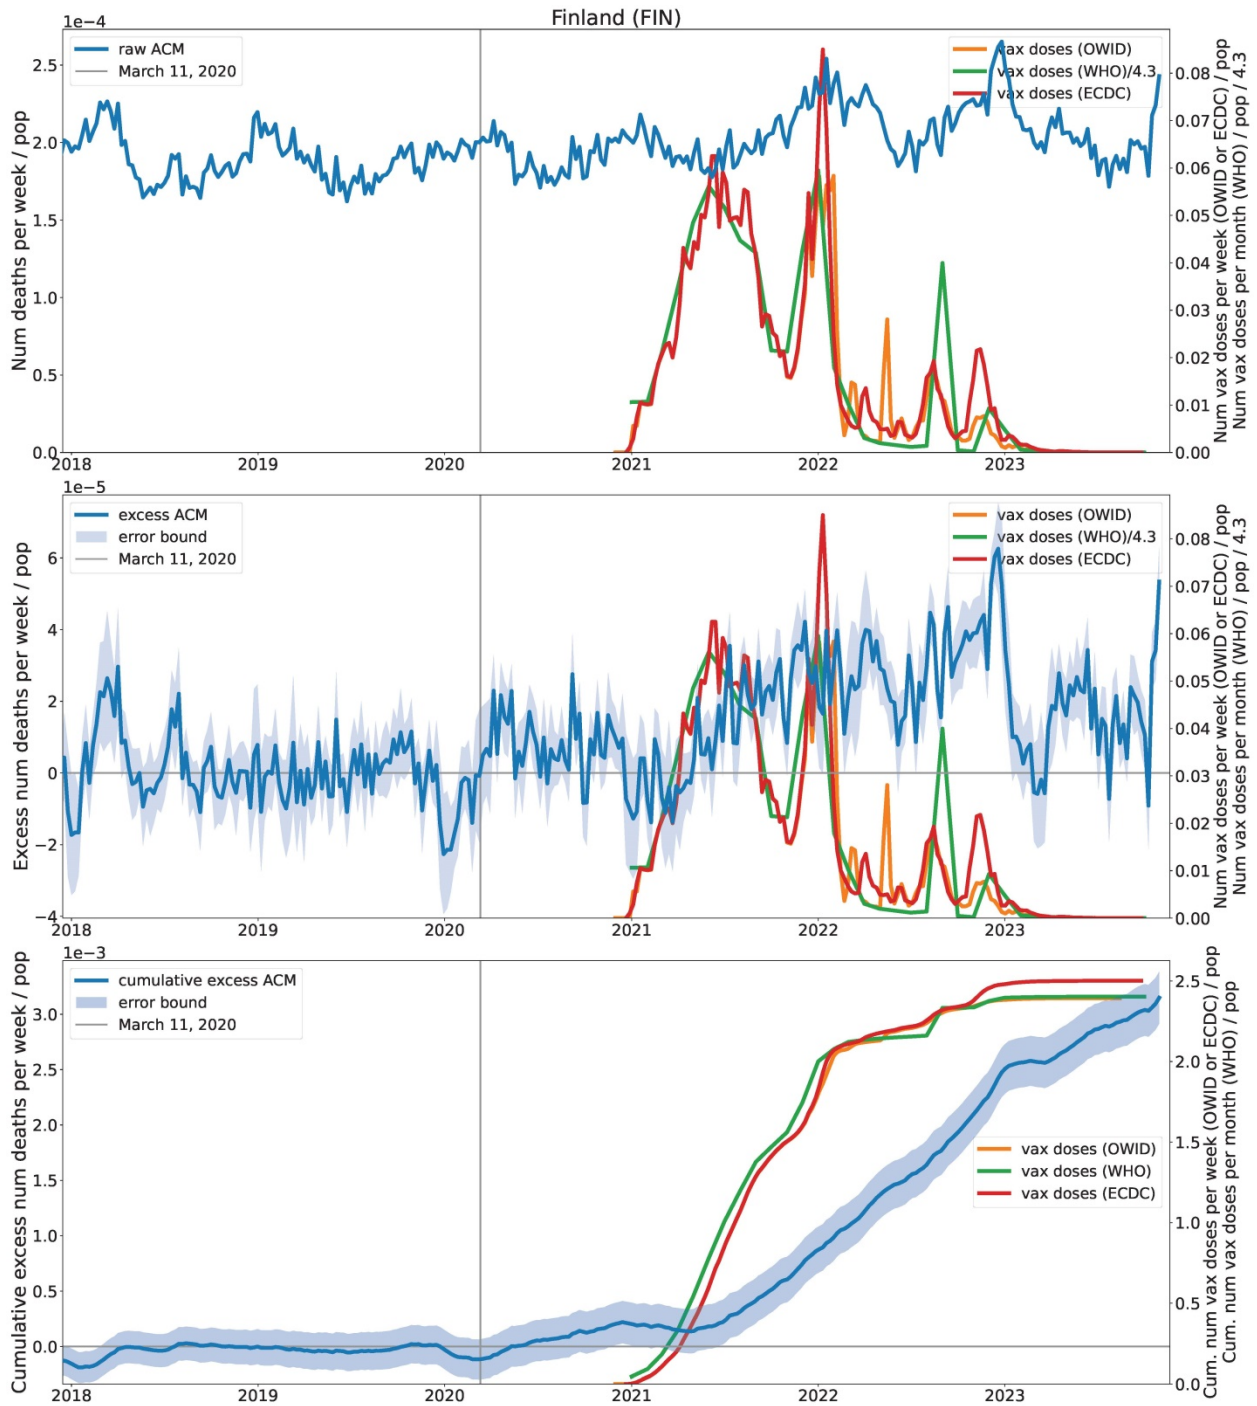 Finland (FIN)
1e−4
raw ACM
March 11, 2020
vax doses (OWID)
vax doses (WHO)/4.3
vax doses (ECDC)
Num deaths per week / pop
2.5
2.0
1.5
1.0
0.5
0.0
0.08
0.07
0.06
0.05
0.04
0.03
0.02
0.01
0.00
Num vax doses per week (OWID or ECDC) / pop
Num vax doses per month (WHO) / pop / 4.3
2018 2019 2020 2021 2022 2023
1e−5
excess ACM
error bound
March 11, 2020
vax doses (OWID)
vax doses (WHO)/4.3
vax doses (ECDC)
Excess num deaths per week / pop
6
4
2
0
−2
−4
0.08
0.07
0.06
0.05
0.04
0.03
0.02
0.01
0.00
Num vax doses per week (OWID or ECDC) / pop
Num vax doses per month (WHO) / pop / 4.3
2018 2019 2020 2021 2022 2023
1e−3
cumulative excess ACM
error bound
March 11, 2020
Cumulative excess num deaths per week / pop
3.0
2.5
2.0
1.5
1.0
0.5
0.0
vax doses (OWID)
vax doses (WHO)
vax doses (ECDC)
2.5
2.0
1.5
1.0
0.5
0.0
Cum. num vax doses per week (OWID or ECDC) / pop
Cum. num vax doses per month (WHO) / pop
2018 2019 2020 2021 2022 2023